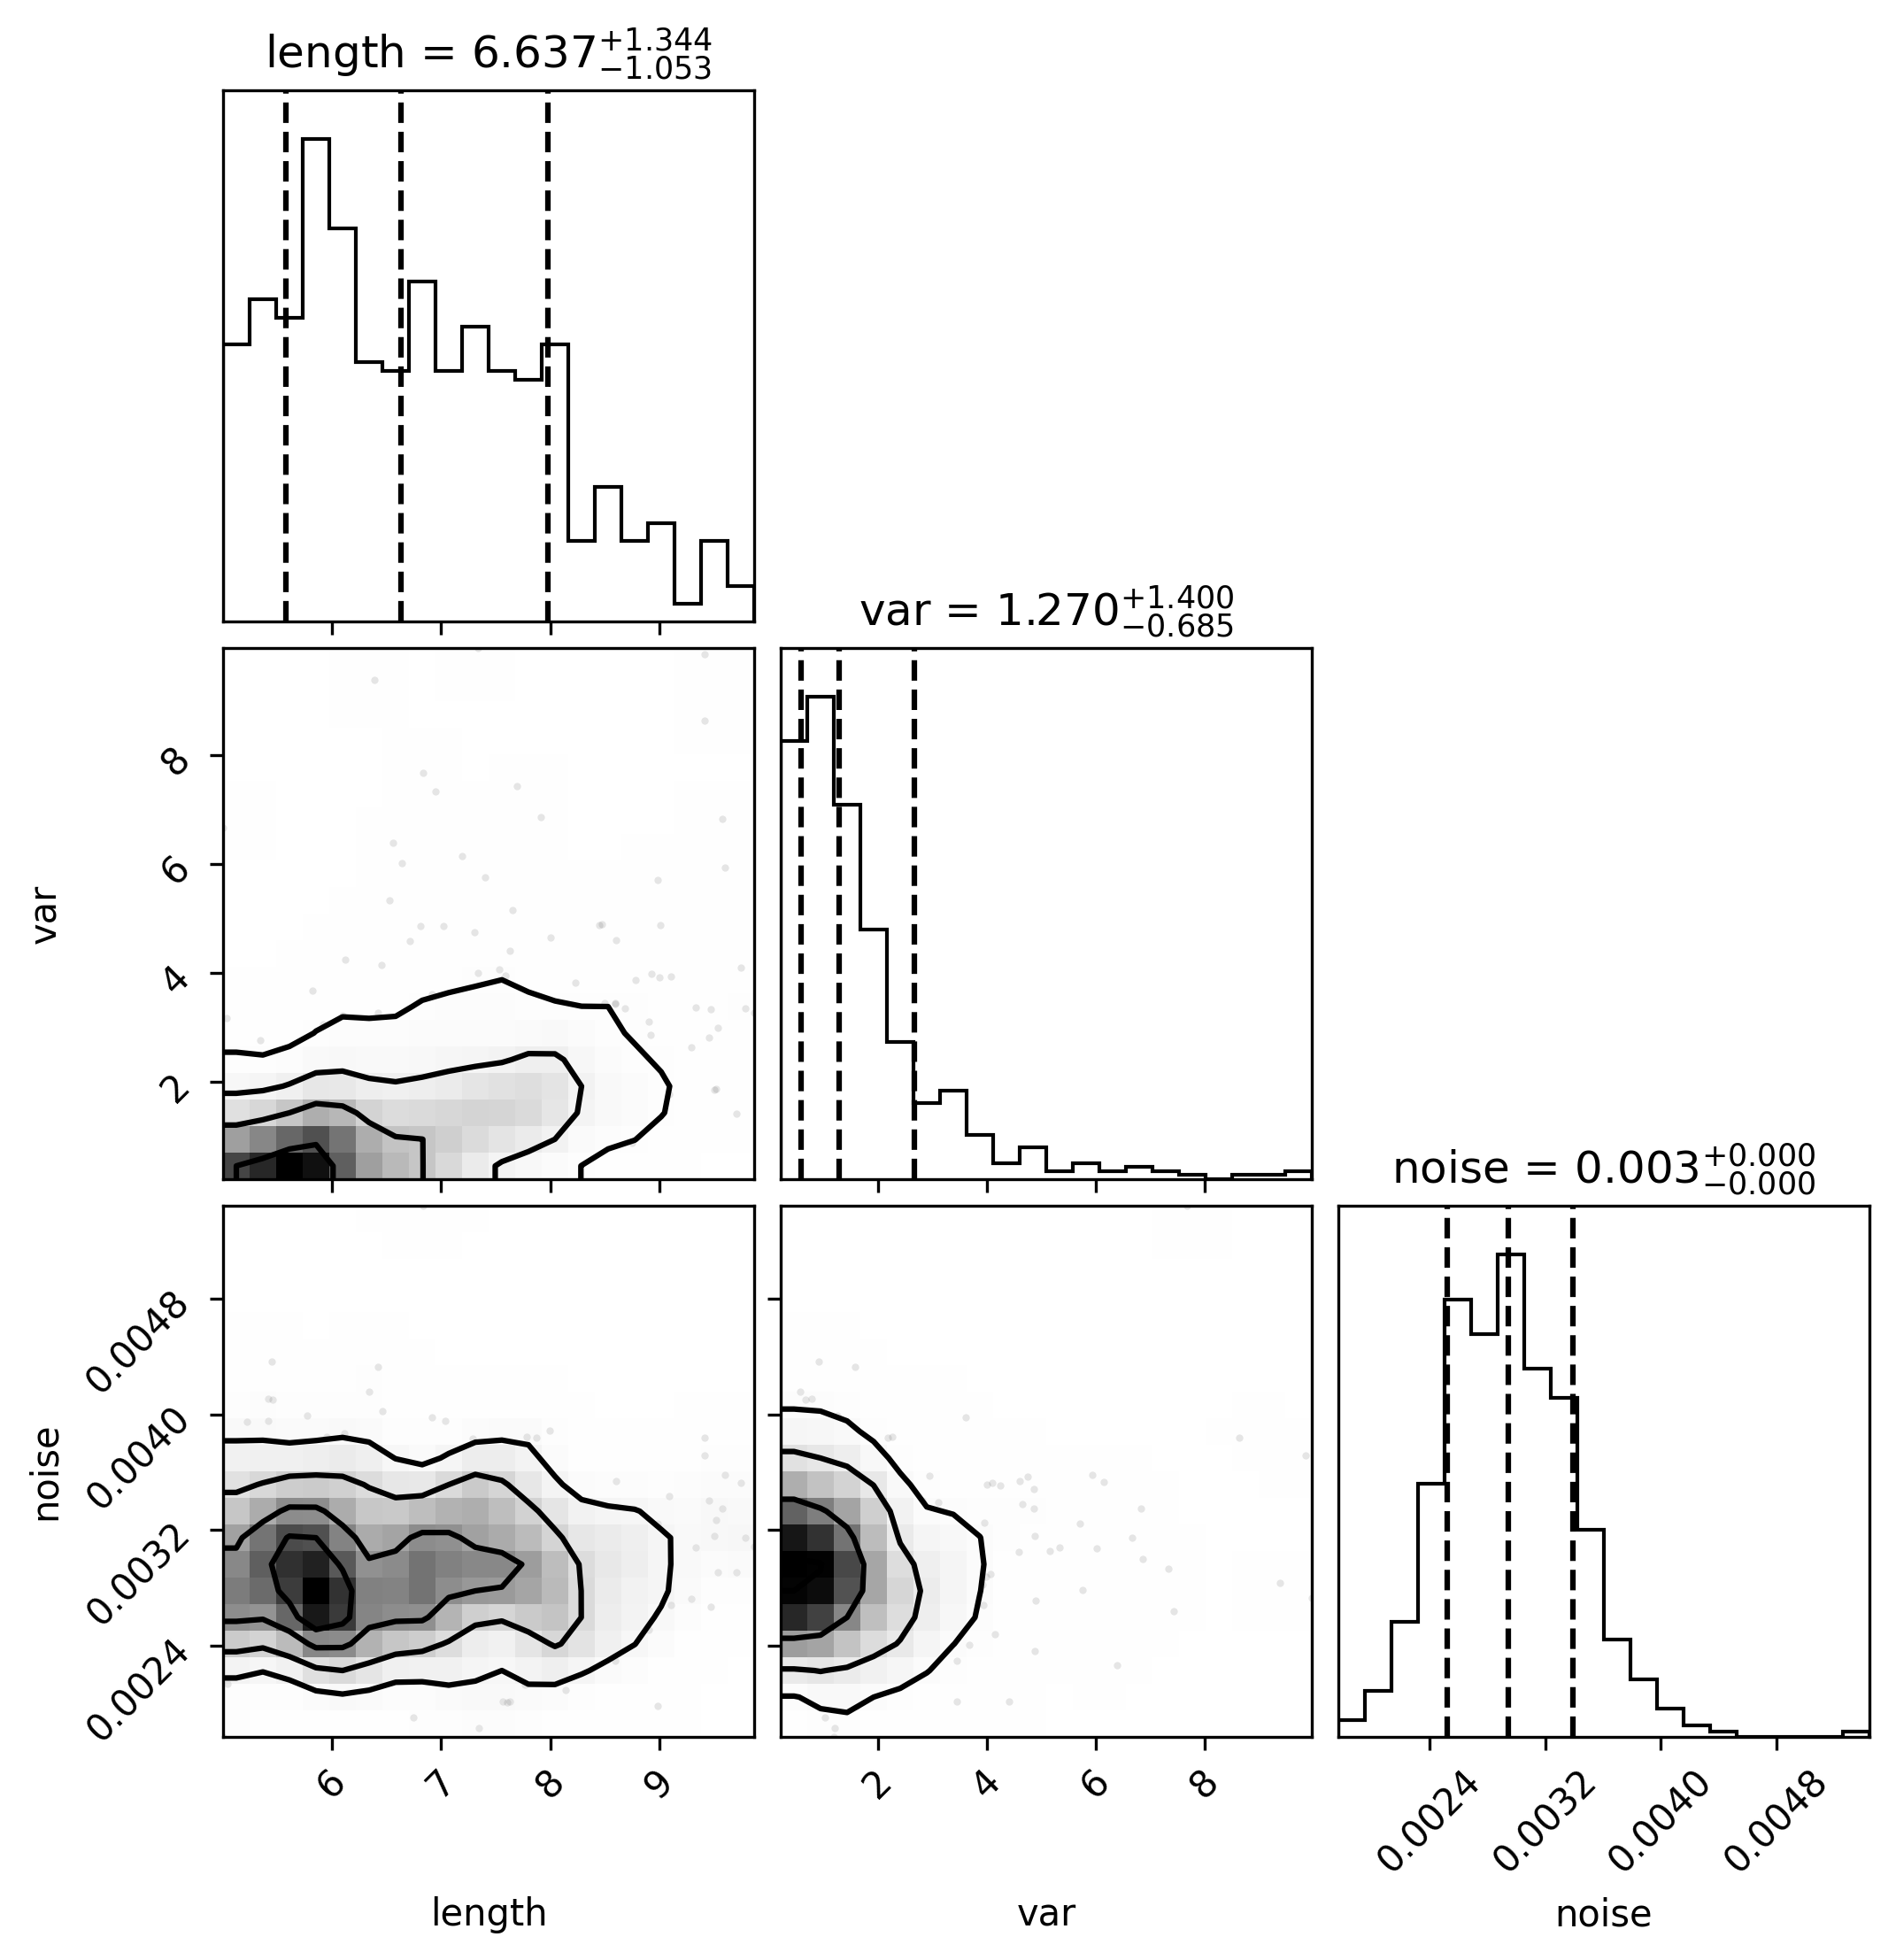 length = 6.637 +1.344 −1.053
var = 1.270 +1.400 −0.685
8
6
4
2
var
noise = 0.003 +0.000 −0.000
0.0048
0.0040
0.0032
0.0024
noise
6 7 8 9
2 4 6 8
0.0024 0.0032 0.0040 0.0048
length
var
noise